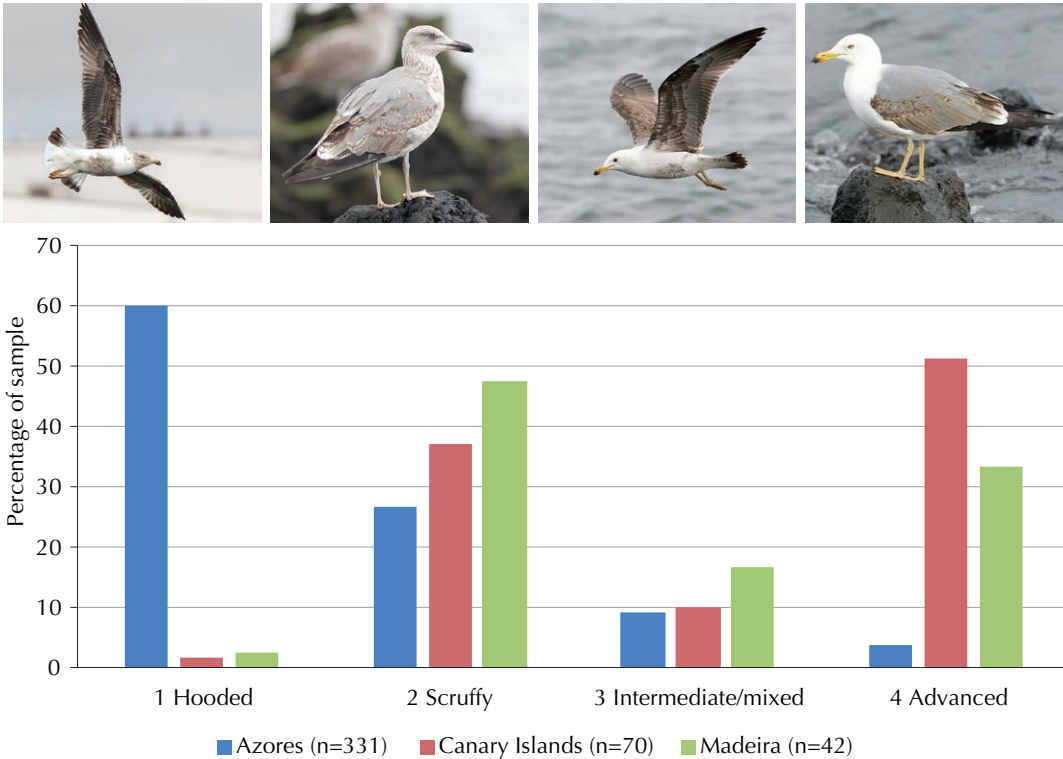 70
60
50
40
30
20
10
0
Percentage of sample
1 Hooded
2 Scruffy
3 Intermediate/mixed
4 Advanced
Azores (n=331)
Canary Islands (n=70)
Madeira (n=42)